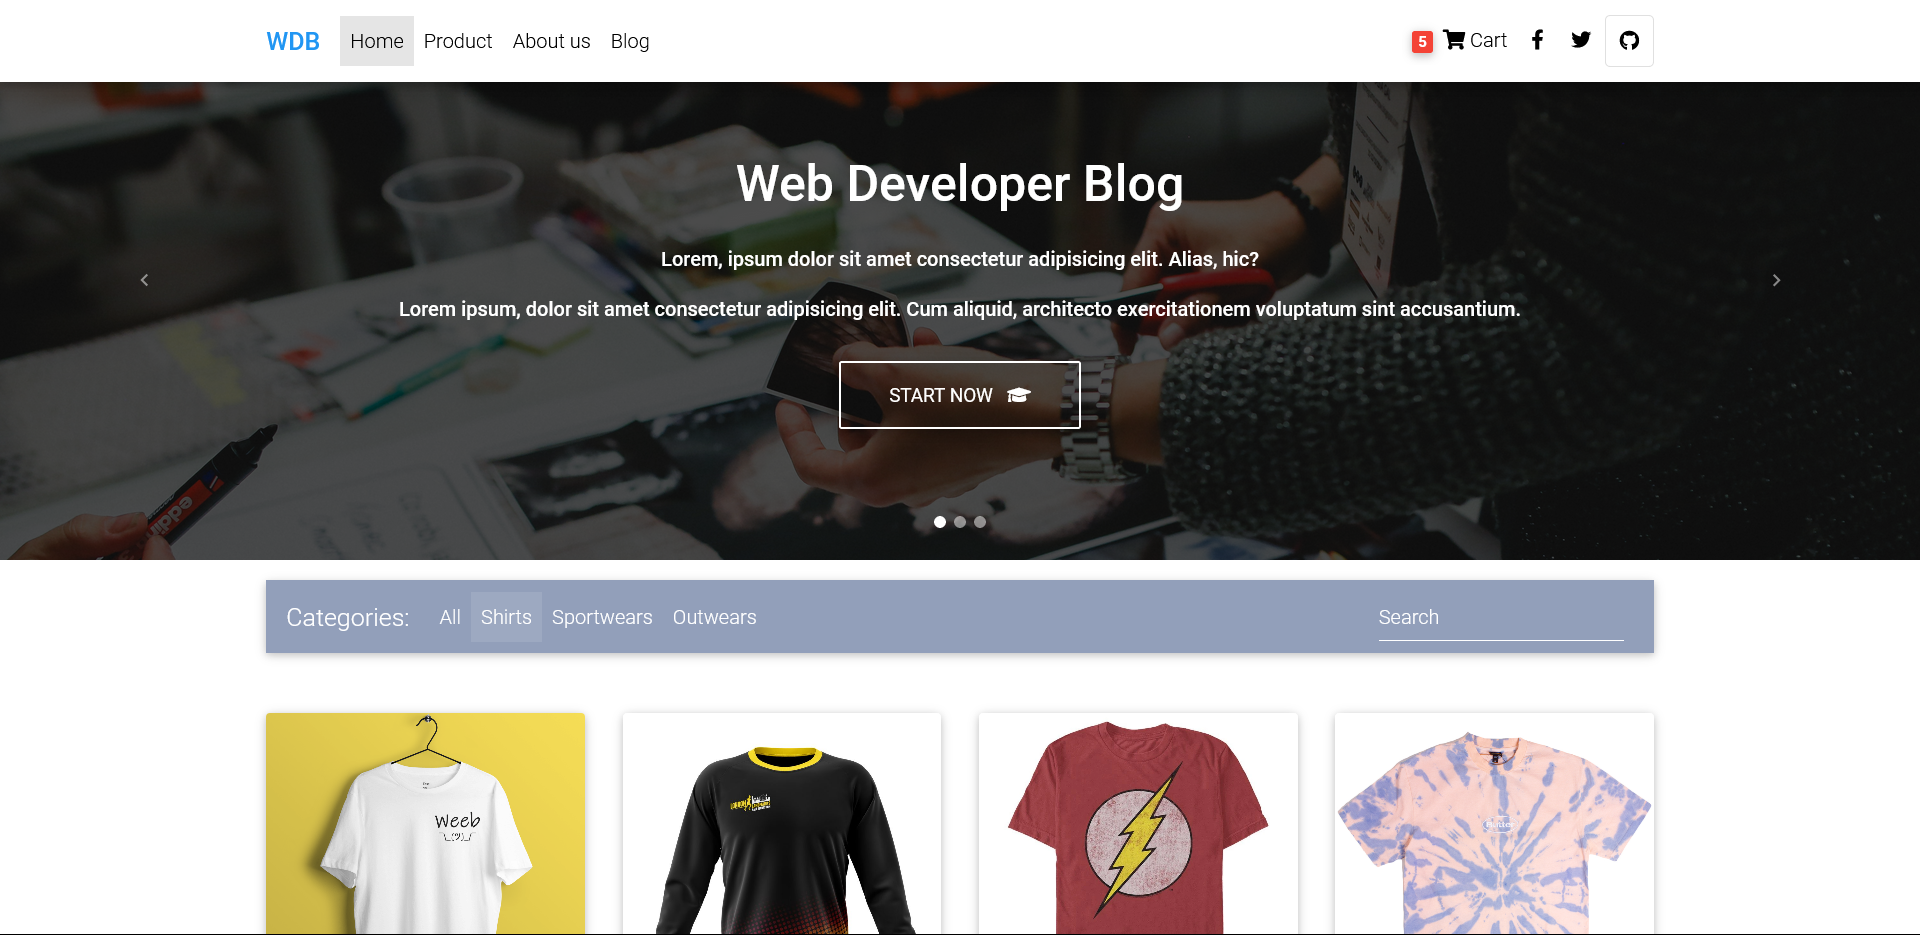 WDB Home Product About us Blog 5 Cart
Web Developer Blog
Lorem, ipsum dolor sit amet consectetur adipisicing elit. Alias, hic?
Lorem ipsum, dolor sit amet consectetur adipisicing elit. Cum aliquid, architecto exercitationem voluptatum sint accusantium.
START NOW
eddi
Categories: All Shirts Sportwears Outwears Search
Weeb